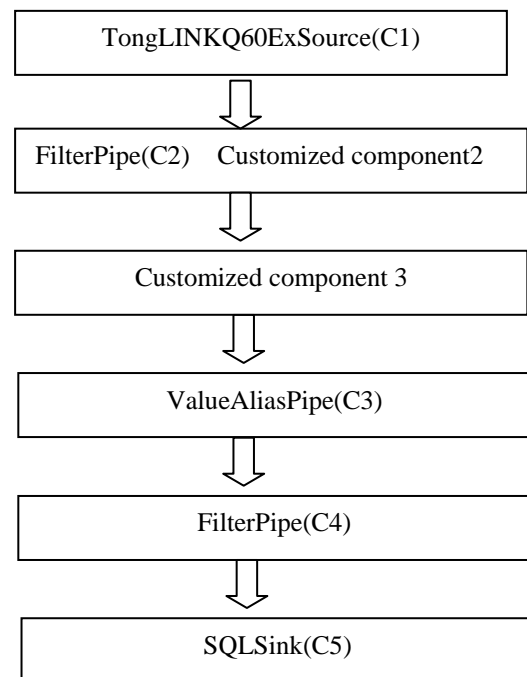 TongLINKQ60ExSource(C1)
FilterPipe(C2) Customized component2
Customized component 3
ValueAliasPipe(C3)
FilterPipe(C4)
SQLSink(C5)